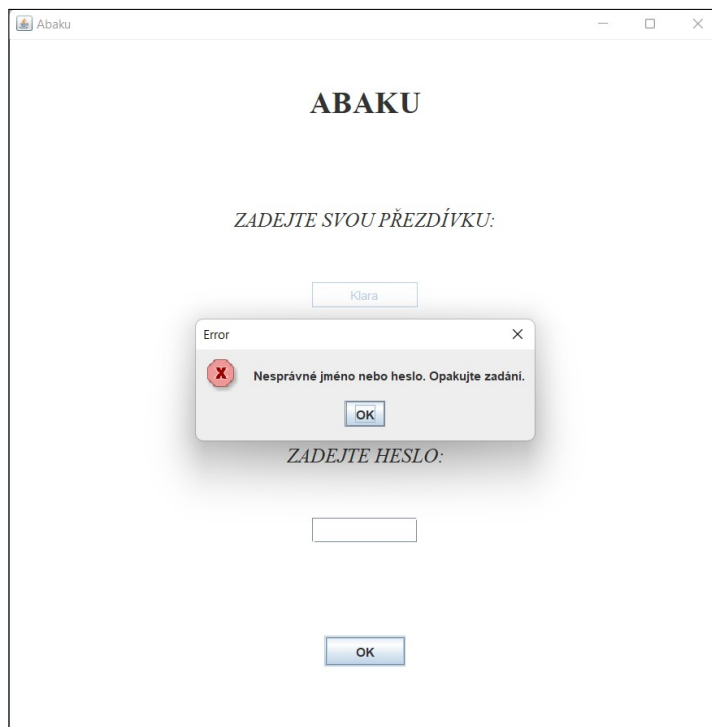 Abaku
ABAKU
ZADEJTE SVOU PŘEZDÍVKU:
Klara
Error
Nesprávné jméno nebo heslo. Opakujte zadání.
OK
ZADEJTE HESLO:
OK